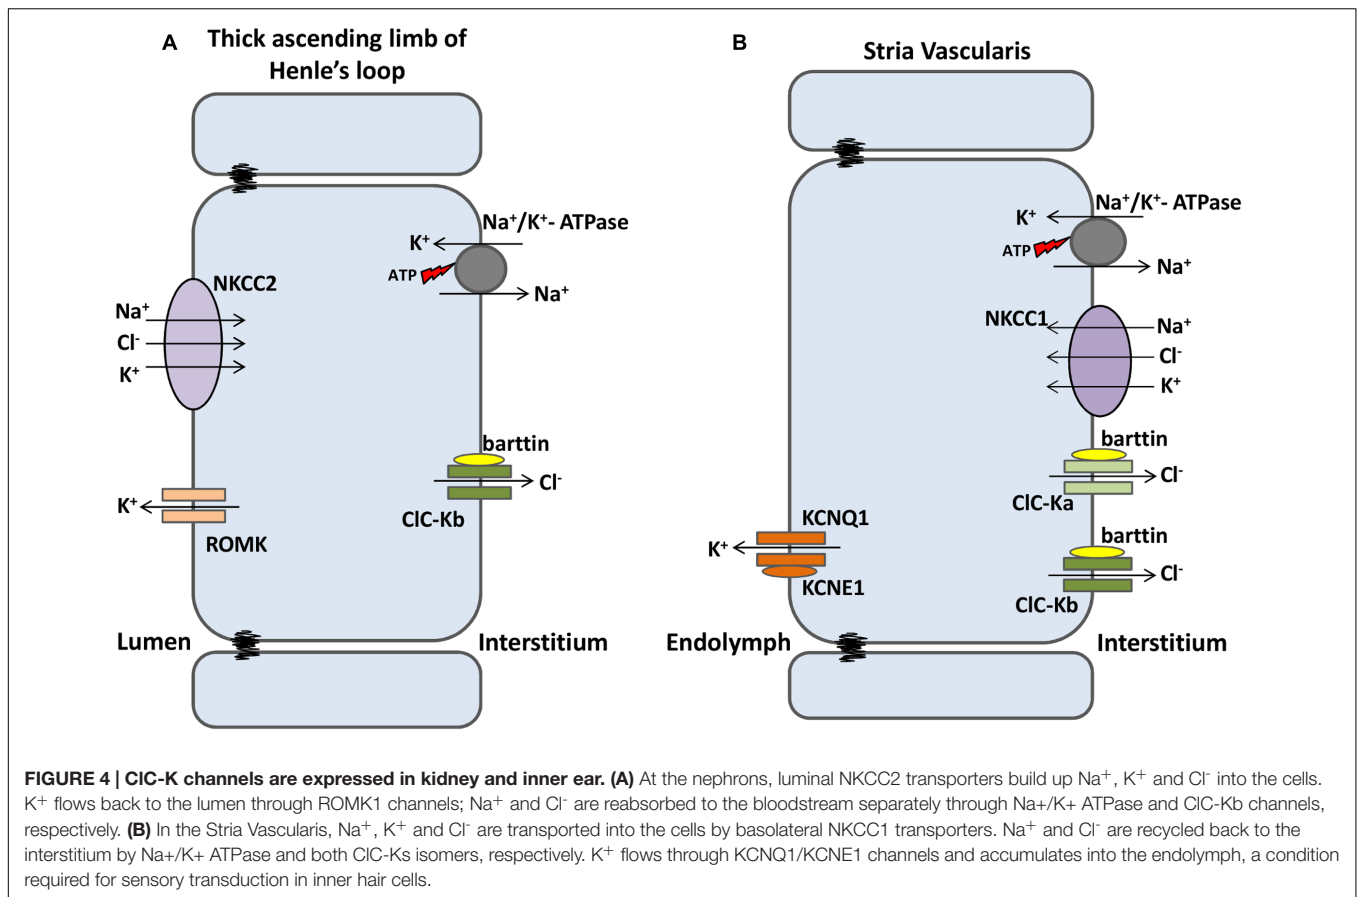 A
Thick ascending limb of
Henle's loop
Na⁺/K⁺- ATPase
K⁺
ATP
Na⁺
NKCC2
Na⁺
Cl⁻
K⁺
barttin
Cl⁻
ClC-Kb
K⁺
ROMK
Lumen
Interstitium
B
Stria Vascularis
Na⁺/K⁺- ATPase
K⁺
ATP
Na⁺
NKCC1
Na⁺
Cl⁻
K⁺
barttin
Cl⁻
ClC-Ka
barttin
Cl⁻
ClC-Kb
KCNQ1
K⁺
KCNE1
Endolymph
Interstitium
FIGURE 4 | ClC-K channels are expressed in kidney and inner ear. (A) At the nephrons, luminal NKCC2 transporters build up Na⁺, K⁺ and Cl⁻ into the cells.
K⁺ flows back to the lumen through ROMK1 channels; Na⁺ and Cl⁻ are reabsorbed to the bloodstream separately through Na+/K+ ATPase and ClC-Kb channels,
respectively. (B) In the Stria Vascularis, Na⁺, K⁺ and Cl⁻ are transported into the cells by basolateral NKCC1 transporters. Na⁺ and Cl⁻ are recycled back to the
interstitium by Na+/K+ ATPase and both ClC-Ks isomers, respectively. K⁺ flows through KCNQ1/KCNE1 channels and accumulates into the endolymph, a condition
required for sensory transduction in inner hair cells.